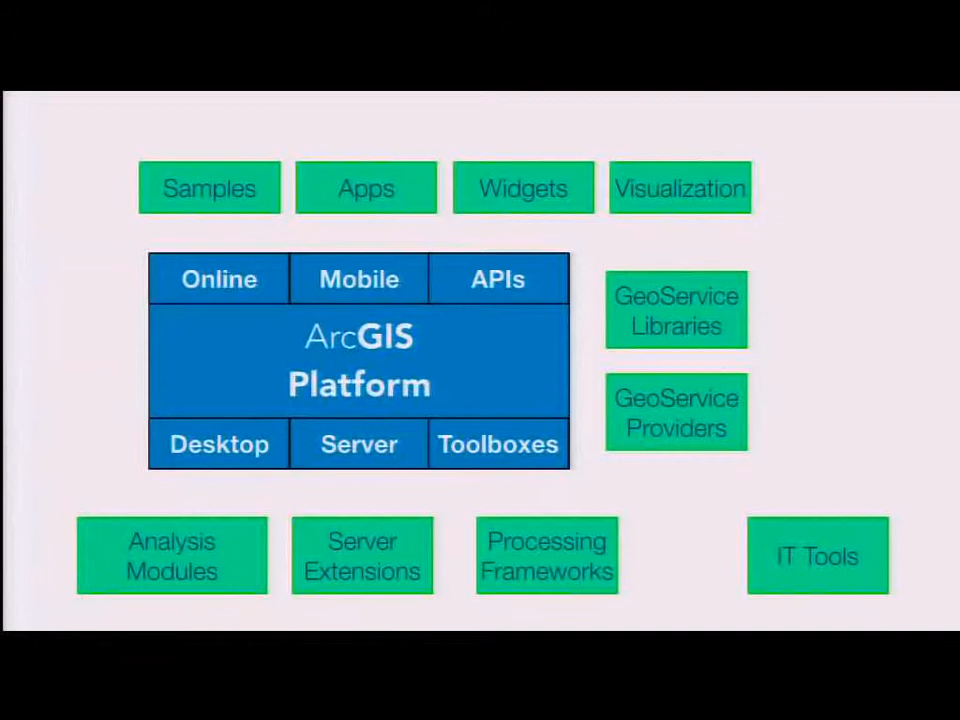 Samples
Apps
Widgets
Visualization
Online
Mobile
APIs
ArcGIS
Platform
Desktop
Server
Toolboxes
GeoService
Libraries
GeoService
Providers
Analysis
Modules
Server
Extensions
Processing
Frameworks
IT Tools